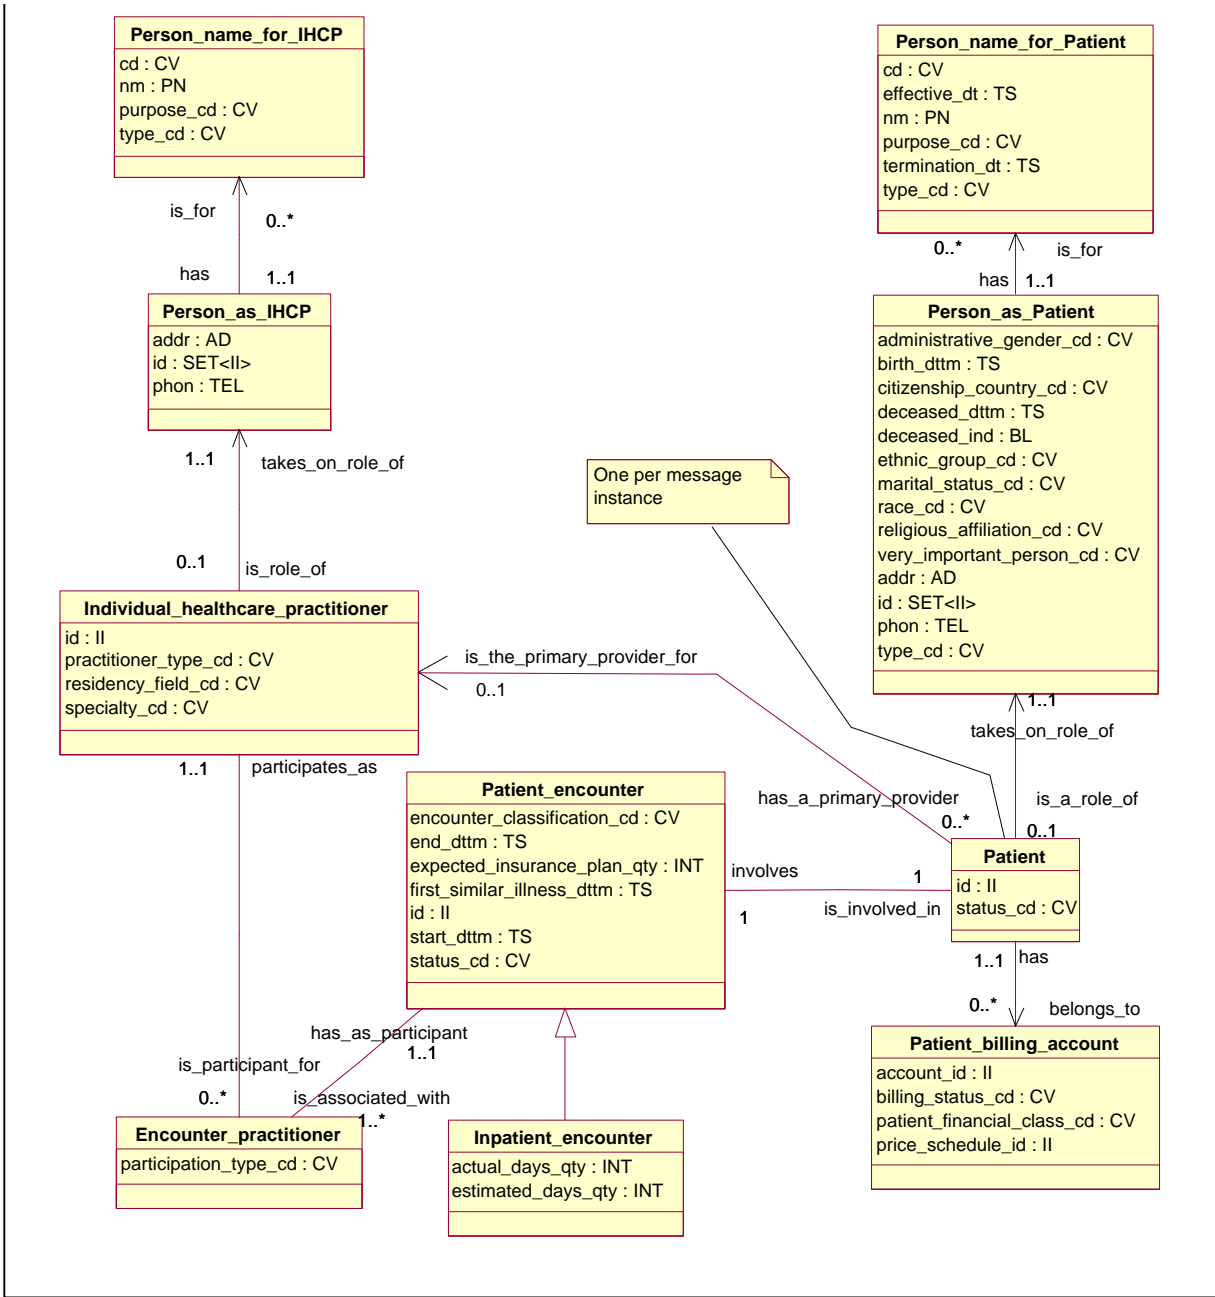 Person_name_for_IHCP
cd : CV
nm : PN
purpose_cd : CV
type_cd : CV
is_for
0..*
has
1..1
Person_as_IHCP
addr : AD
id : SET<II>
phon : TEL
1..1
takes_on_role_of
0..1
is_role_of
Individual_healthcare_practitioner
id : II
practitioner_type_cd : CV
residency_field_cd : CV
specialty_cd : CV
1..1
participates_as
is_participant_for
0..*
Encounter_practitioner
participation_type_cd : CV
Person_name_for_Patient
cd : CV
effective_dt : TS
nm : PN
purpose_cd : CV
termination_dt : TS
type_cd : CV
0..*
is_for
has
1..1
Person_as_Patient
administrative_gender_cd : CV
birth_dttm : TS
citizenship_country_cd : CV
deceased_dttm : TS
deceased_ind : BL
ethnic_group_cd : CV
marital_status_cd : CV
race_cd : CV
religious_affiliation_cd : CV
very_important_person_cd : CV
addr : AD
id : SET<II>
phon : TEL
type_cd : CV
1..1
takes_on_role_of
is_a_role_of
0..1
One per message
instance
is_the_primary_provider_for
0..1
has_a_primary_provider
0..*
Patient
id : II
status_cd : CV
Patient_encounter
encounter_classification_cd : CV
end_dttm : TS
expected_insurance_plan_qty : INT
first_similar_illness_dttm : TS
id : II
start_dttm : TS
status_cd : CV
involves
1
1
is_involved_in
1..1
has
0..*
belongs_to
Patient_billing_account
account_id : II
billing_status_cd : CV
patient_financial_class_cd : CV
price_schedule_id : II
has_as_participant
1..1
is_associated_with
1..*
Inpatient_encounter
actual_days_qty : INT
estimated_days_qty : INT